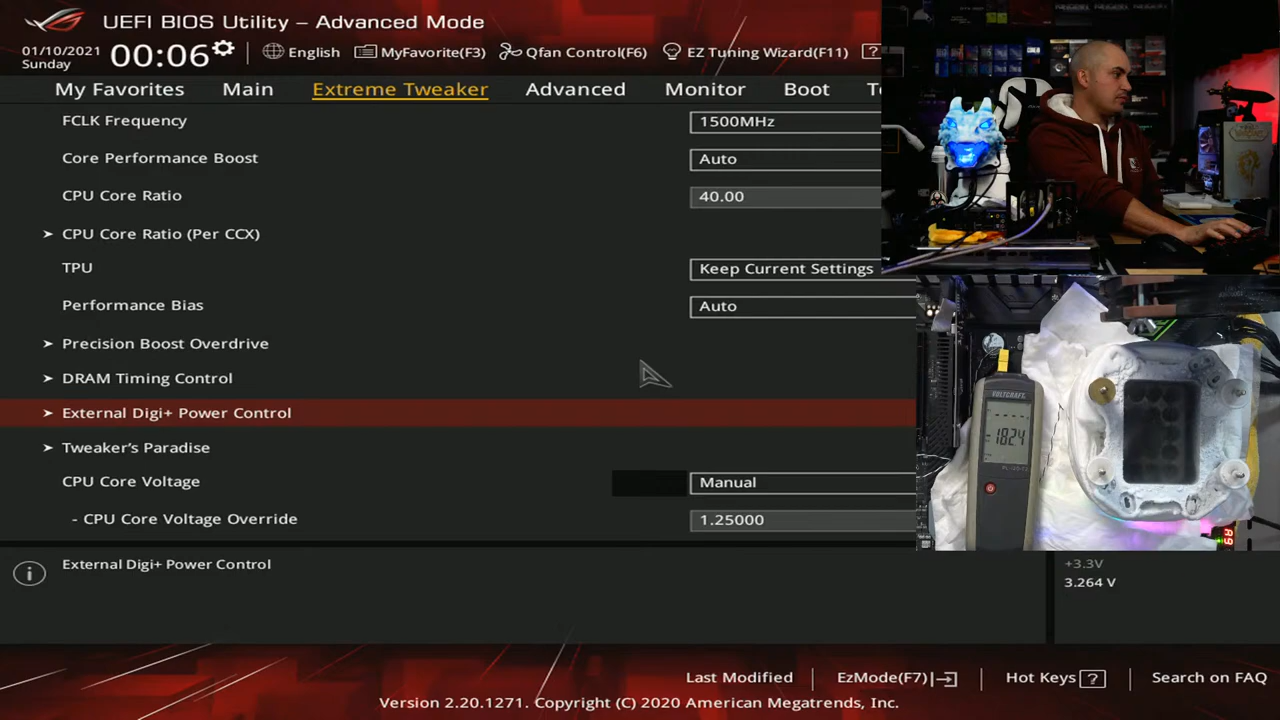 UEFI BIOS Utility – Advanced Mode
01/10/2021
Sunday
00:06
English
MyFavorite(F3)
Qfan Control(F6)
EZ Tuning Wizard(F11)
?
My Favorites
Main
Extreme Tweaker
Advanced
Monitor
Boot
FCLK Frequency
1500MHz
Core Performance Boost
Auto
CPU Core Ratio
40.00
CPU Core Ratio (Per CCX)
TPU
Keep Current Settings
Performance Bias
Auto
Precision Boost Overdrive
DRAM Timing Control
External Digi+ Power Control
Tweaker's Paradise
CPU Core Voltage
Manual
- CPU Core Voltage Override
1.25000
VOLTCRAFT
-182.4
A9
External Digi+ Power Control
+3.3V
3.264 V
Last Modified
EzMode(F7)
Hot Keys ?
Search on FAQ
Version 2.20.1271. Copyright (C) 2020 American Megatrends, Inc.